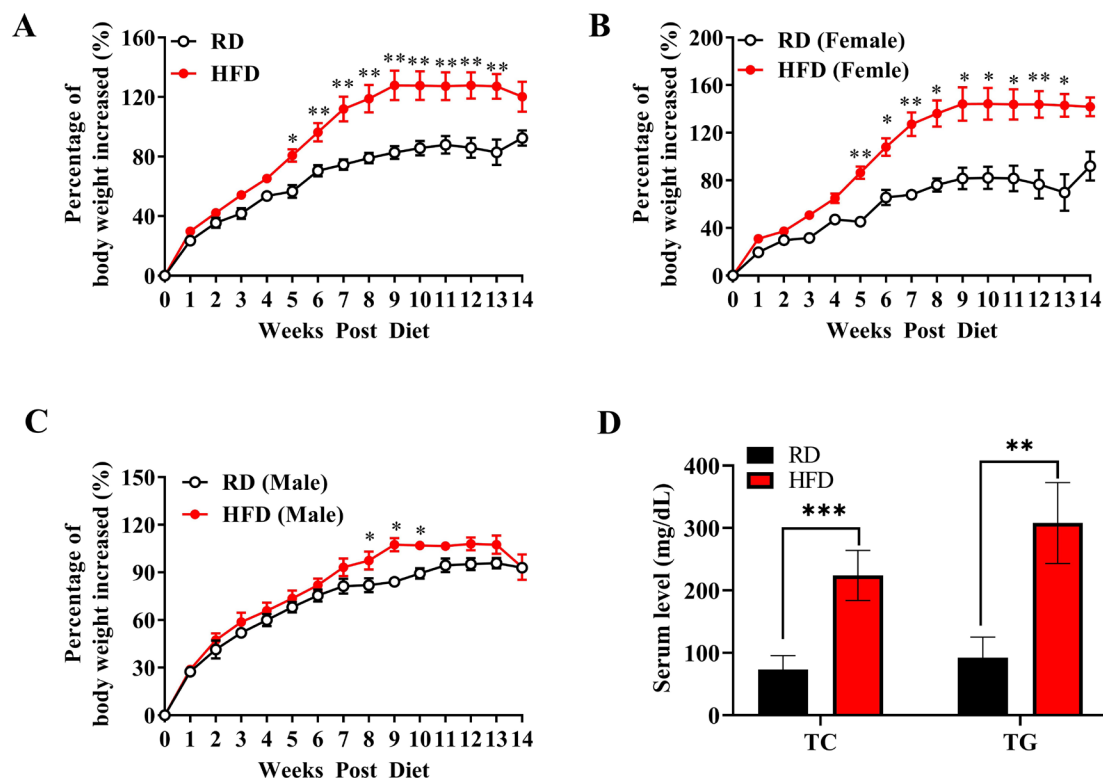 A
Percentage of
body weight increased (%)
160
120
80
40
0
RD
HFD
* ** ** ** ** ** ** ** **
0 1 2 3 4 5 6 7 8 9 10 11 12 13 14
Weeks Post Diet
B
Percentage of
body weight increased (%)
200
160
120
80
40
0
RD (Female)
HFD (Femle)
** * ** * * * * ** *
0 1 2 3 4 5 6 7 8 9 10 11 12 13 14
Weeks Post Diet
C
Percentage of
body weight increased (%)
150
120
90
60
30
0
RD (Male)
HFD (Male)
* * *
0 1 2 3 4 5 6 7 8 9 10 11 12 13 14
Weeks Post Diet
D
Serum level (mg/dL)
400
300
200
100
0
RD
HFD
***
**
TC TG